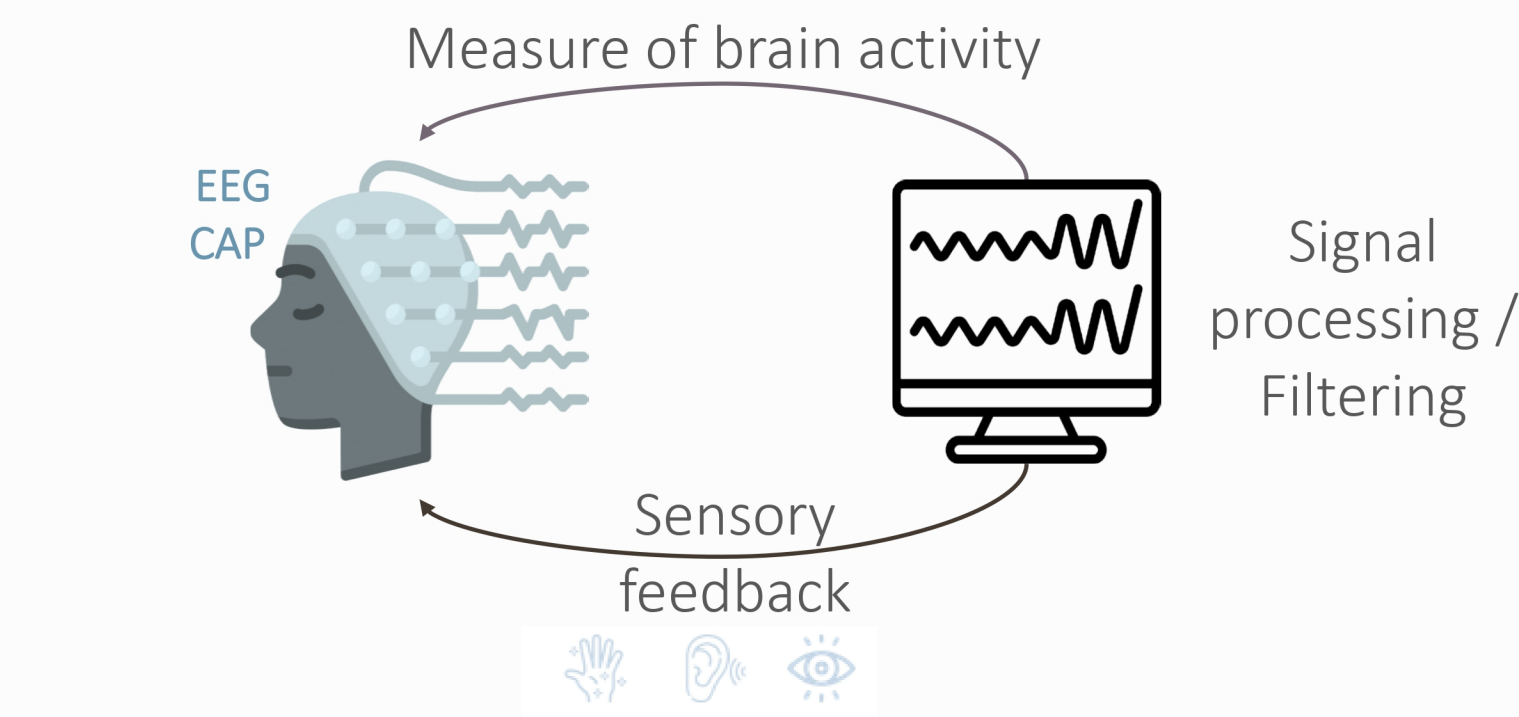 Measure of brain activity
EEG
CAP
Signal
processing /
Filtering
Sensory
feedback